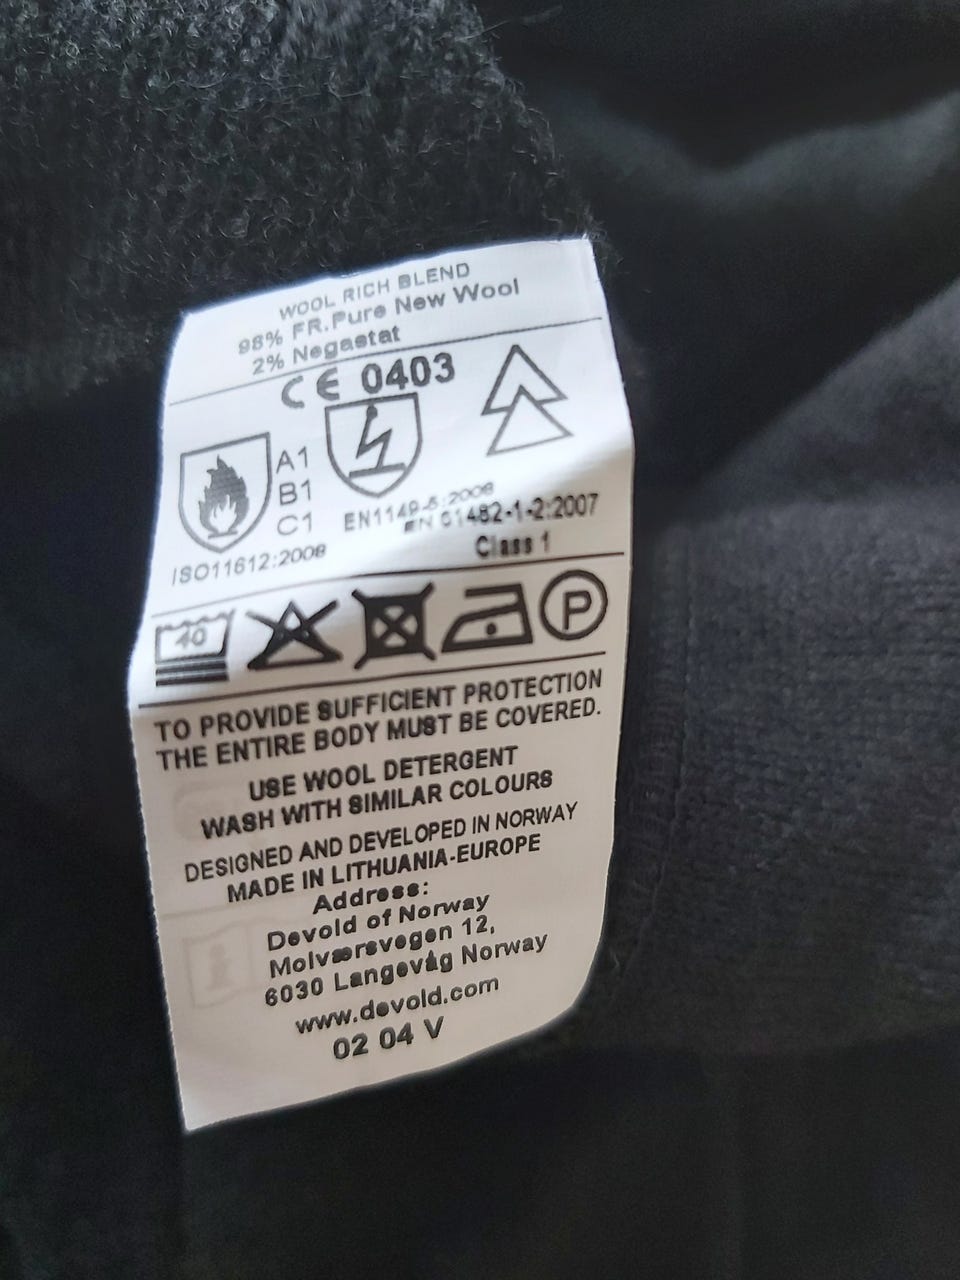 WOOL RICH BLEND
98% FR.Pure New Wool
2% Negastat
CE 0403
A1
B1
C1
ISO11612:2008
EN1149-5:2008
EN 61482-1-2:2007
Class 1
40
P
TO PROVIDE SUFFICIENT PROTECTION
THE ENTIRE BODY MUST BE COVERED.
USE WOOL DETERGENT
WASH WITH SIMILAR COLOURS
DESIGNED AND DEVELOPED IN NORWAY
MADE IN LITHUANIA-EUROPE
Address:
Devold of Norway
Molværsvegen 12,
6030 Langevåg Norway
www.devold.com
02 04 V